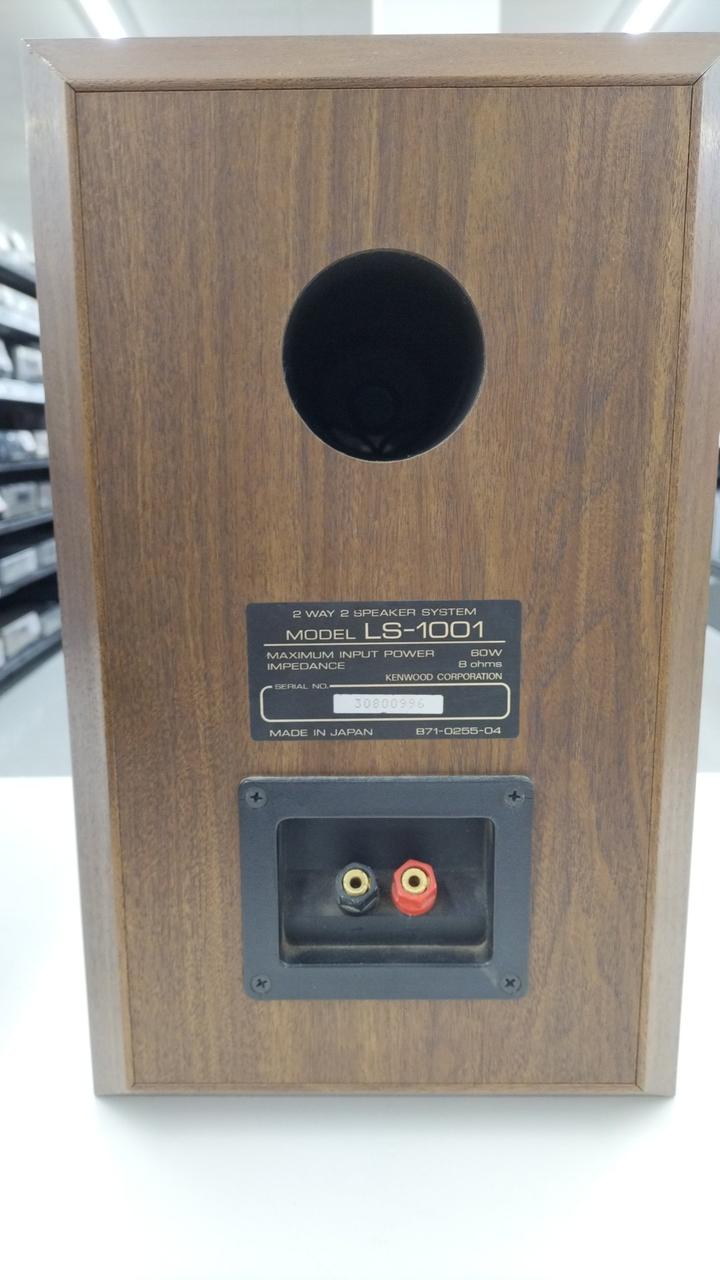 2 WAY 2 SPEAKER SYSTEM
MODEL LS-1001
MAXIMUM INPUT POWER 60W
IMPEDANCE 8 ohms
KENWOOD CORPORATION
SERIAL NO.
30800996
MADE IN JAPAN B71-0255-04